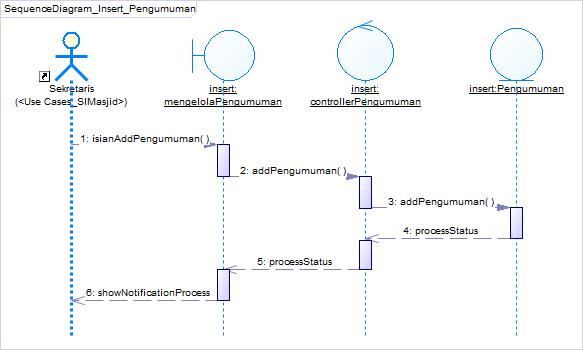 SequenceDiagram_Insert_Pengumuman
Sekretaris
(<Use Cases_SIMasjid>)
insert:
mengelolaPengumuman
insert:
controllerPengumuman
insert:Pengumuman
1: isianAddPengumuman( )
2: addPengumuman( )
3: addPengumuman( )
4: processStatus
5: processStatus
6: showNotificationProcess